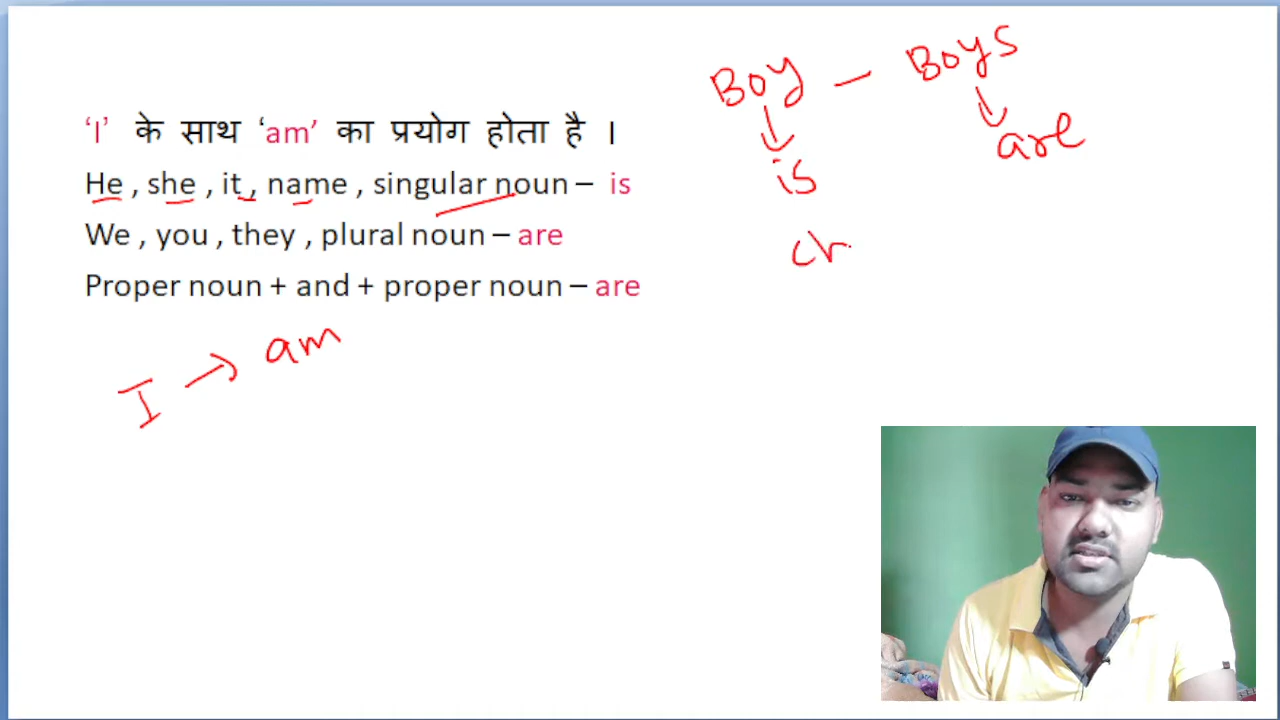 ‘I’ के साथ ‘am’ का प्रयोग होता है ।
He , she , it , name , singular noun – is
We , you , they , plural noun – are
Proper noun + and + proper noun – are
I → am
Boy – Boys
is are
ch